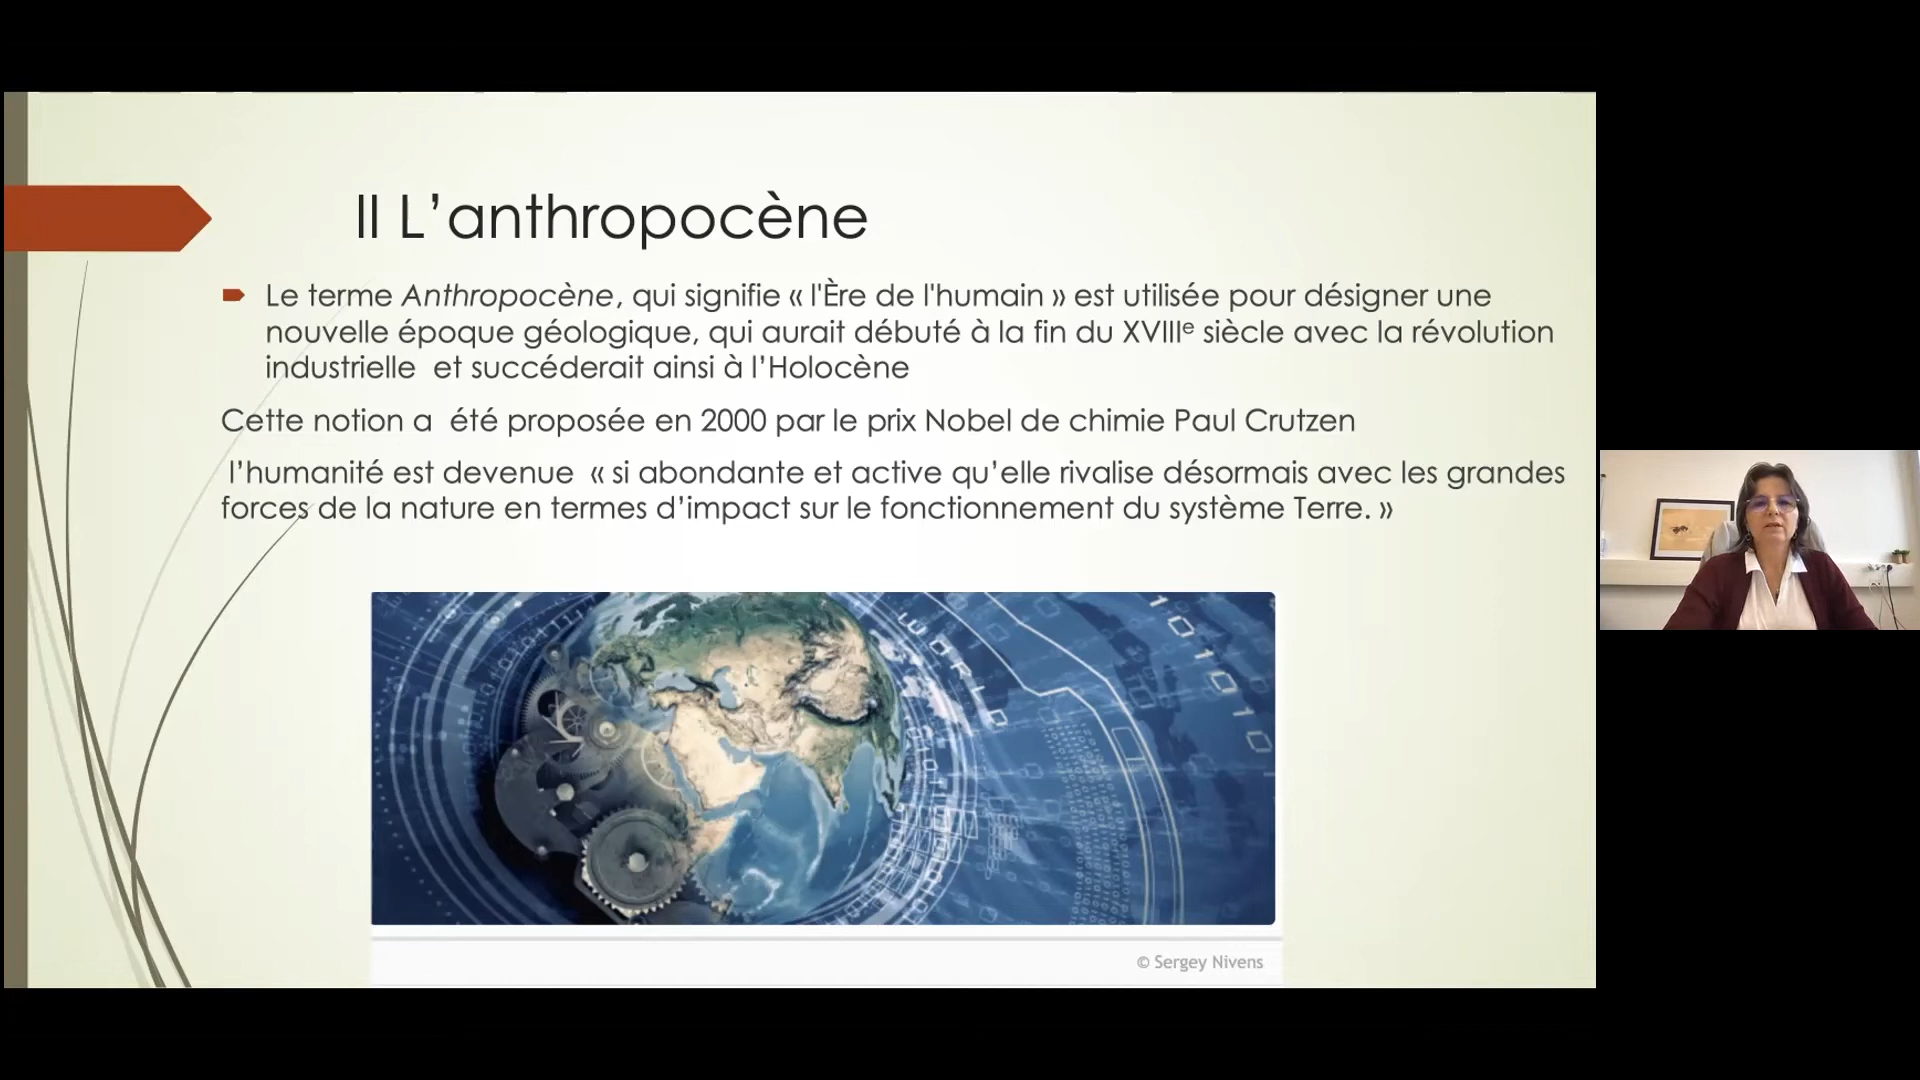 II L’anthropocène
Le terme Anthropocène, qui signifie « l'Ère de l'humain » est utilisée pour désigner une
nouvelle époque géologique, qui aurait débuté à la fin du XVIIIe siècle avec la révolution
industrielle et succéderait ainsi à l’Holocène
Cette notion a été proposée en 2000 par le prix Nobel de chimie Paul Crutzen
l’humanité est devenue « si abondante et active qu’elle rivalise désormais avec les grandes
forces de la nature en termes d’impact sur le fonctionnement du système Terre. »
WORLD
© Sergey Nivens